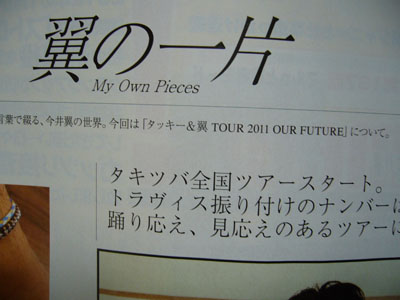 翼の一片
My Own Pieces
言葉で綴る、今井翼の世界。今回は『タッキー&翼 TOUR 2011 OUR FUTURE』について。
タキツバ全国ツアースタート。
トラヴィス振り付けのナンバーは
踊り応え、見応えのあるツアーに